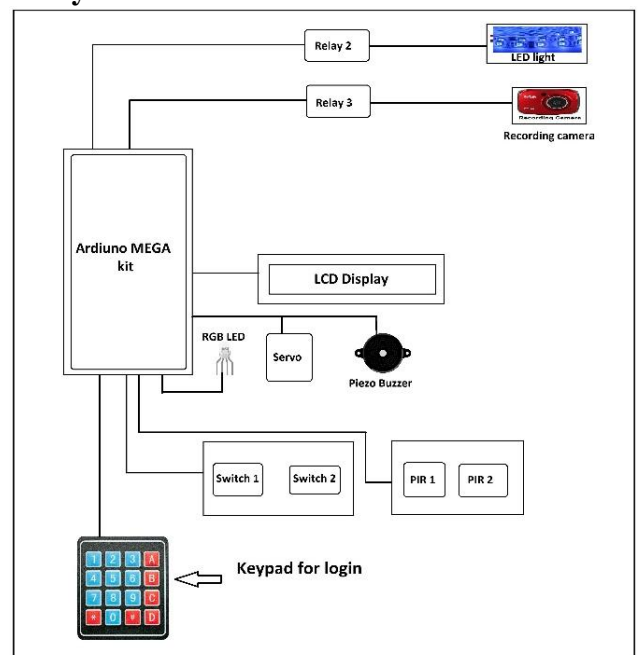 Relay 2
LED light
Relay 3
Recording Camera
Recording camera
Ardiuno MEGA
kit
LCD Display
RGB LED
Servo
Piezo Buzzer
Switch 1
Switch 2
PIR 1
PIR 2
1 2 3 A
4 5 6 B
7 8 9 C
* 0 * D
Keypad for login